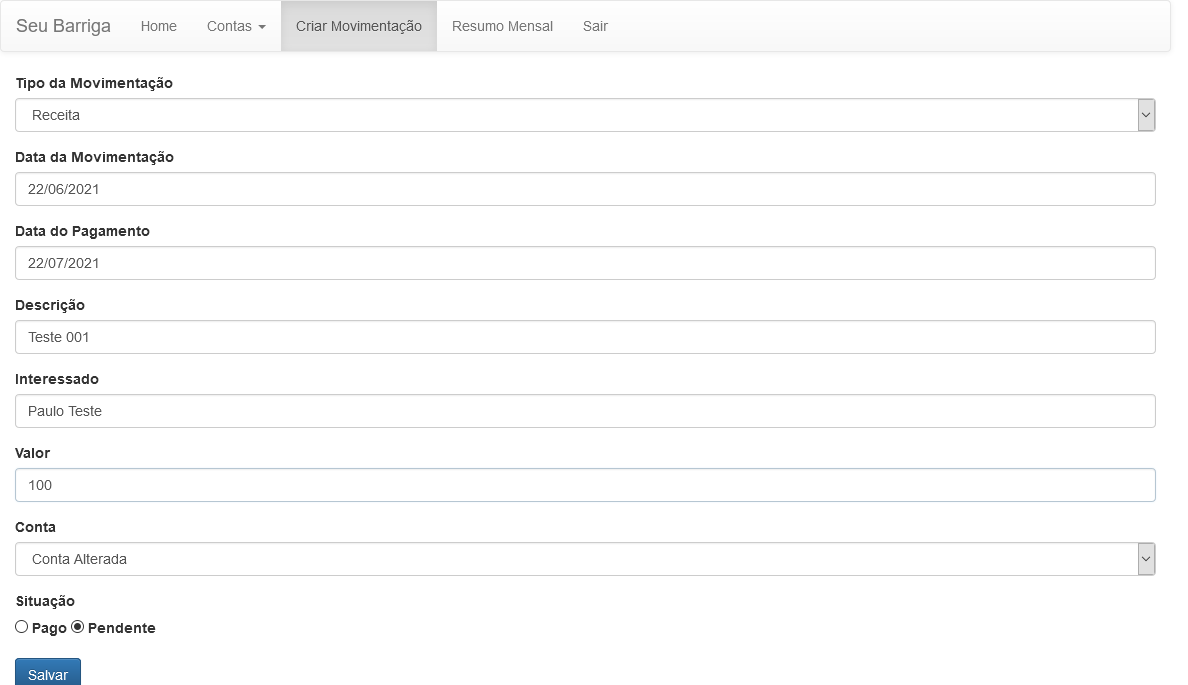 Seu Barriga Home Contas Criar Movimentação Resumo Mensal Sair
Tipo da Movimentação
Receita
Data da Movimentação
22/06/2021
Data do Pagamento
22/07/2021
Descrição
Teste 001
Interessado
Paulo Teste
Valor
100
Conta
Conta Alterada
Situação
Pago Pendente
Salvar